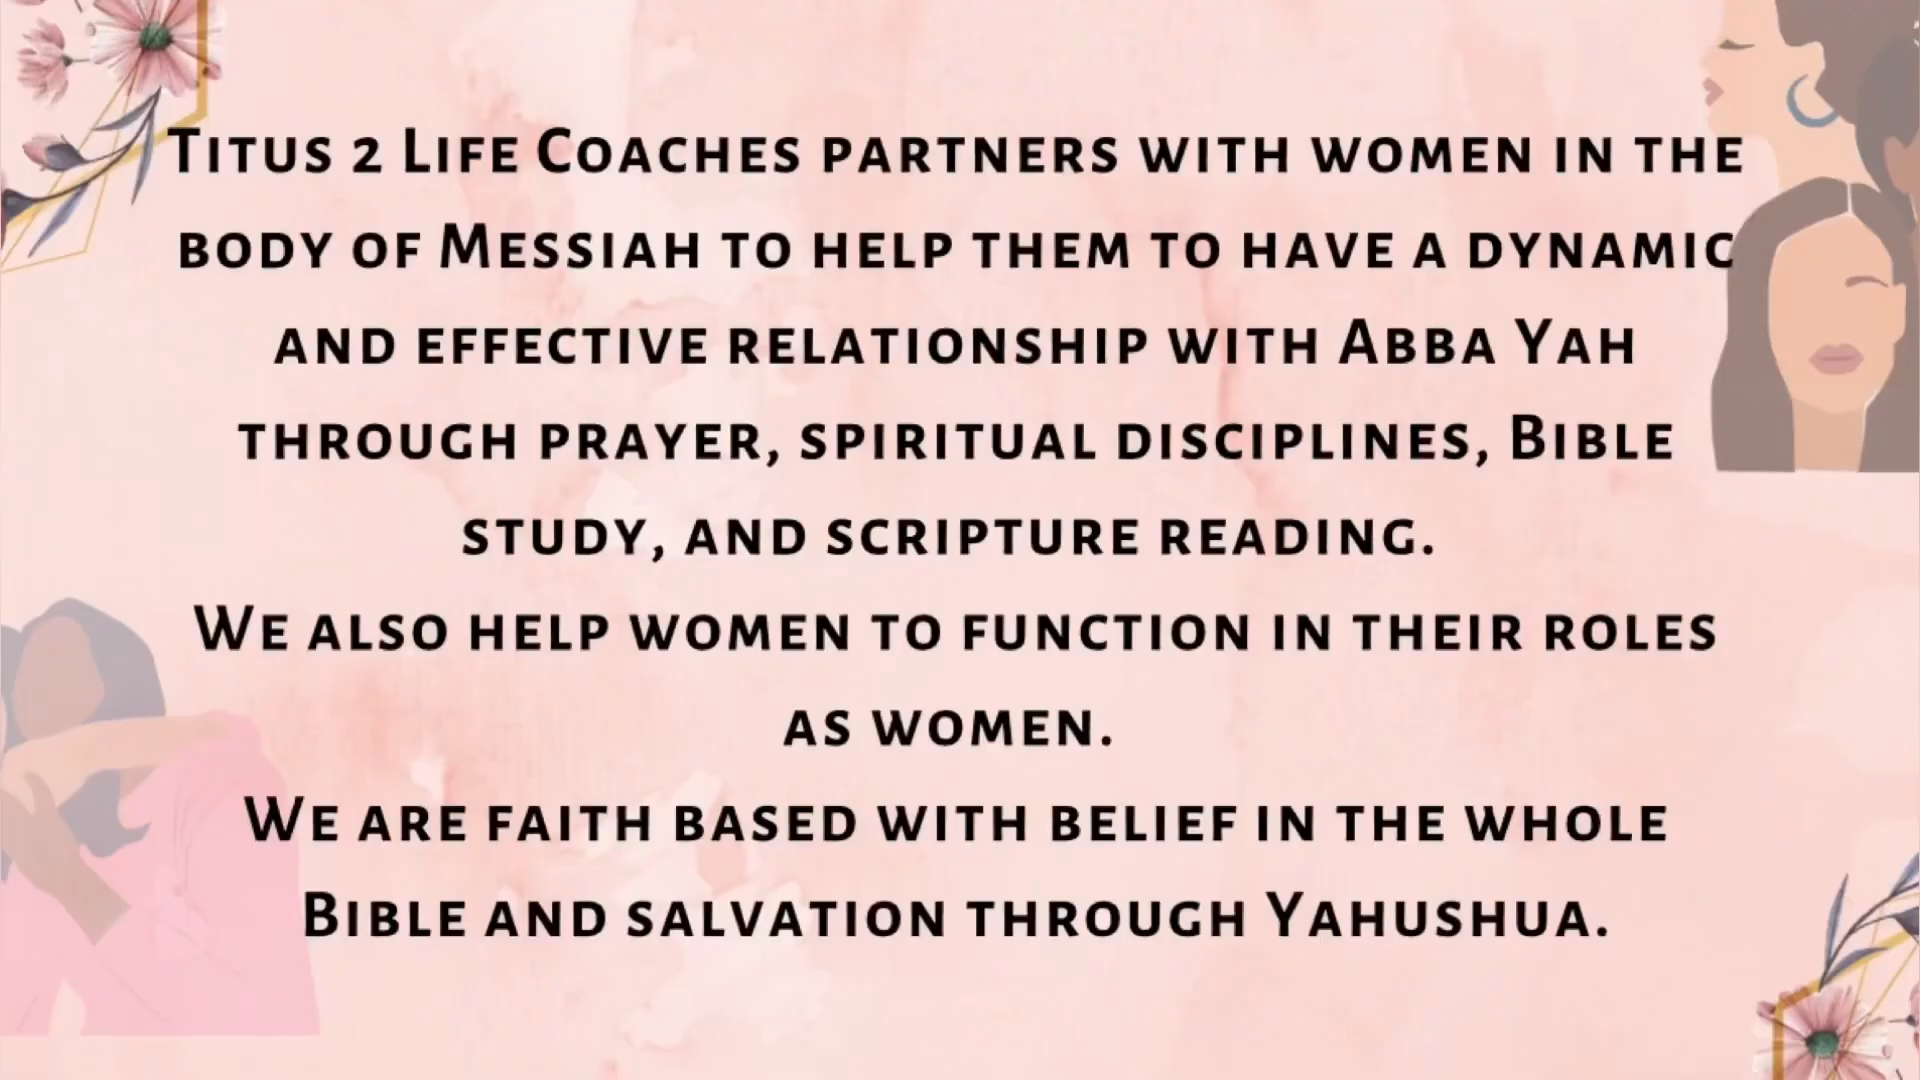 Titus 2 Life Coaches partners with women in the
body of Messiah to help them to have a dynamic
and effective relationship with Abba Yah
through prayer, spiritual disciplines, Bible
study, and scripture reading.
We also help women to function in their roles
as women.
We are faith based with belief in the whole
Bible and salvation through Yahushua.